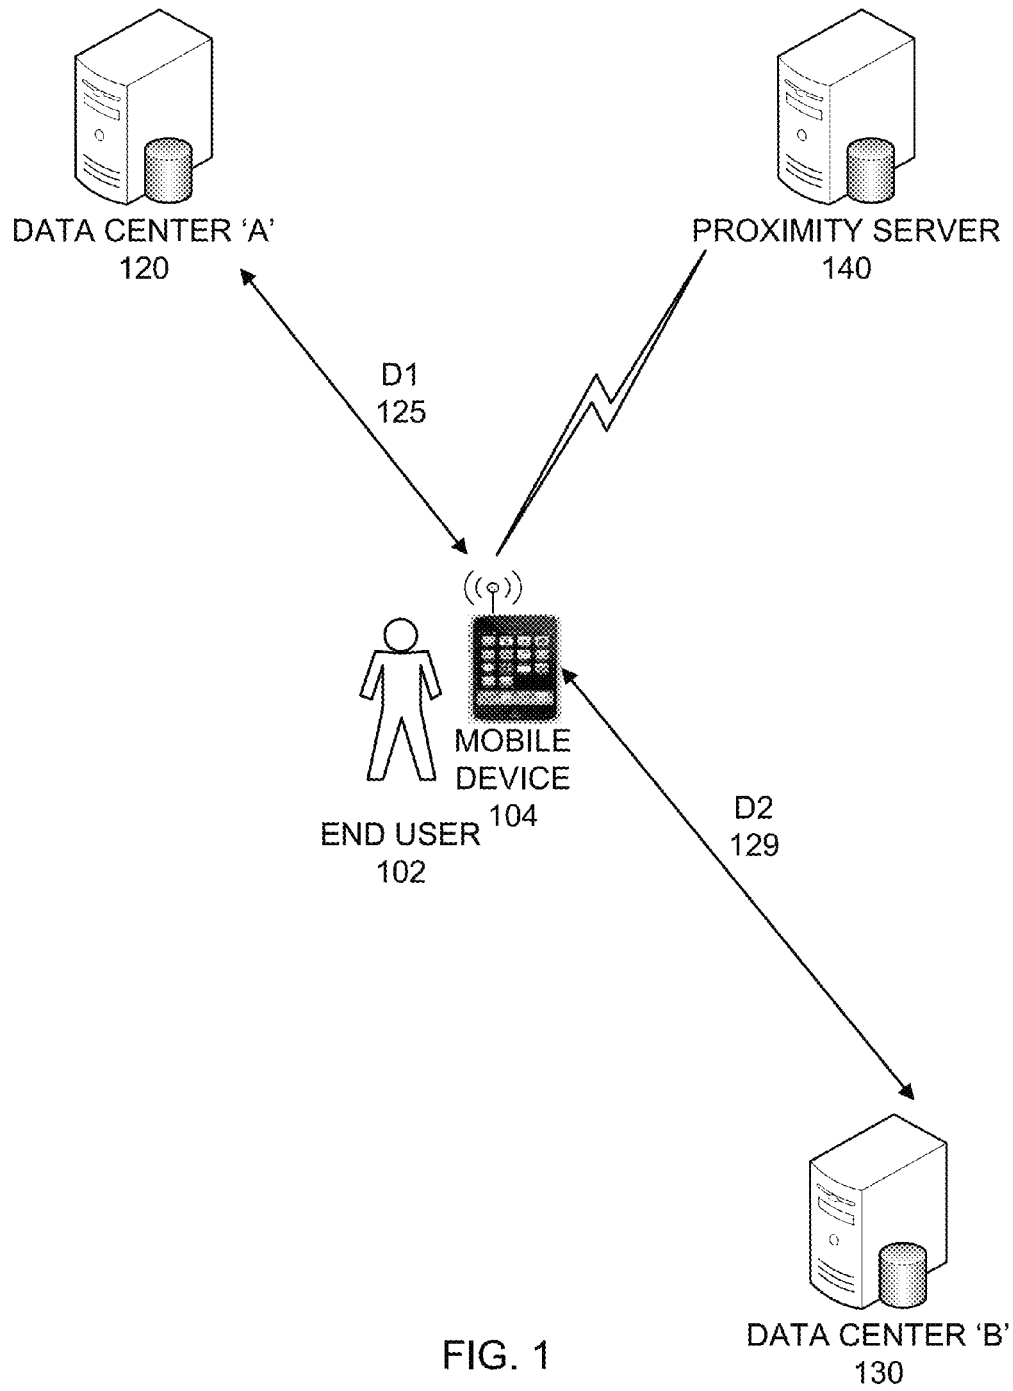 DATA CENTER 'A'
120
PROXIMITY SERVER
140
D1
125
MOBILE
DEVICE
104
END USER
102
D2
129
DATA CENTER 'B'
130
FIG. 1